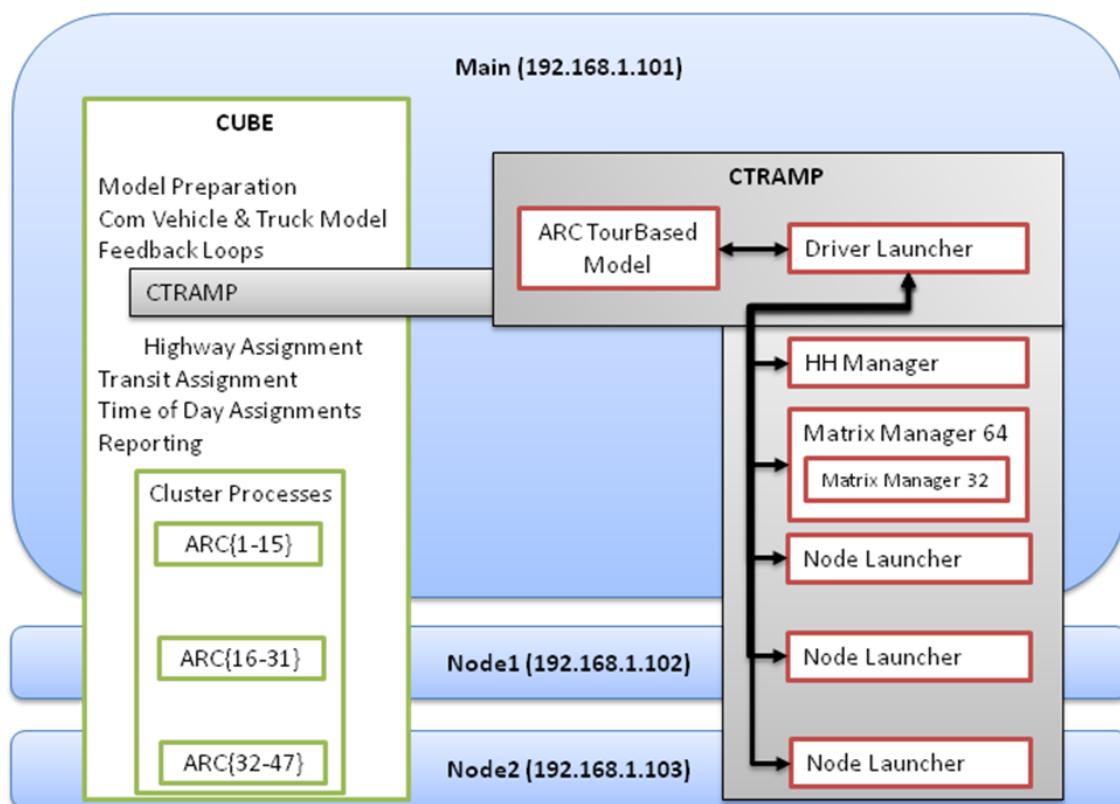 Main (192.168.1.101)
CUBE
Model Preparation
Com Vehicle & Truck Model
Feedback Loops
CTRAMP
Highway Assignment
Transit Assignment
Time of Day Assignments
Reporting
Cluster Processes
ARC{1-15}
ARC{16-31}
ARC{32-47}
CTRAMP
ARC TourBased
Model
Driver Launcher
HH Manager
Matrix Manager 64
Matrix Manager 32
Node Launcher
Node Launcher
Node Launcher
Node1 (192.168.1.102)
Node2 (192.168.1.103)